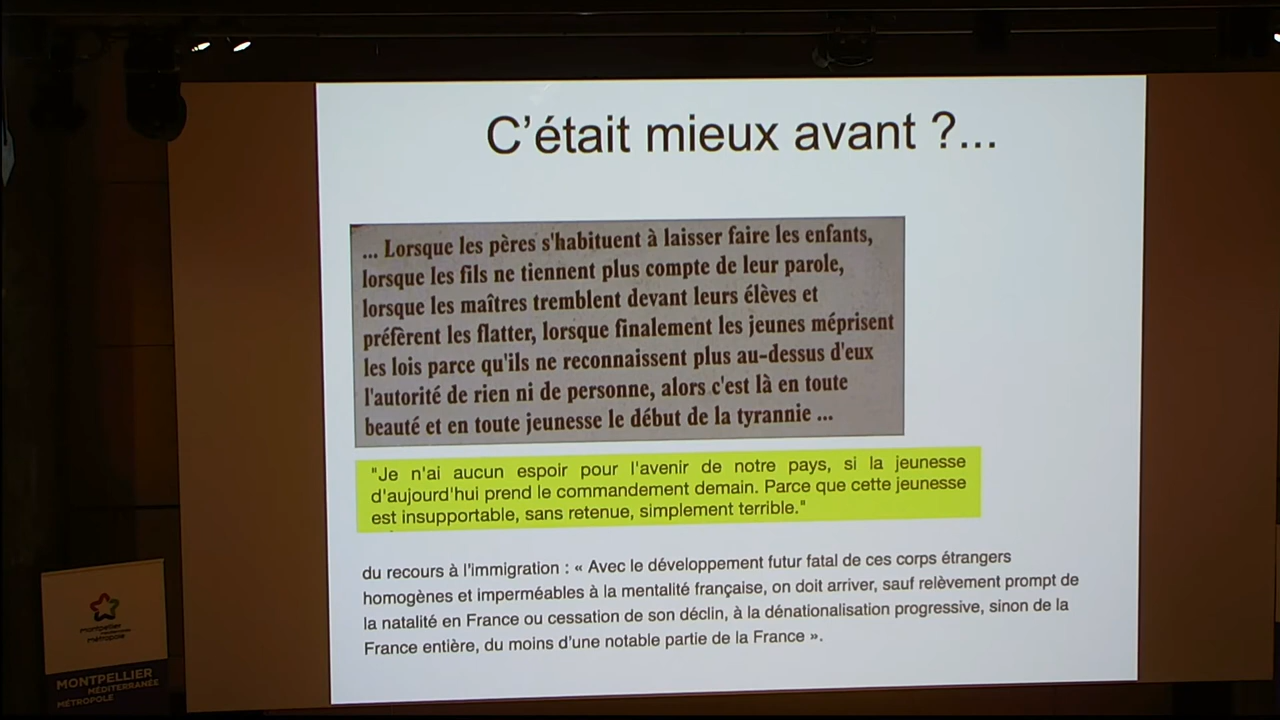 C'était mieux avant ?...
... Lorsque les pères s'habituent à laisser faire les enfants,
lorsque les fils ne tiennent plus compte de leur parole,
lorsque les maîtres tremblent devant leurs élèves et
préfèrent les flatter, lorsque finalement les jeunes méprisent
les lois parce qu'ils ne reconnaissent plus au-dessus d'eux
l'autorité de rien ni de personne, alors c'est là en toute
beauté et en toute jeunesse le début de la tyrannie ...
"Je n'ai aucun espoir pour l'avenir de notre pays, si la jeunesse
d'aujourd'hui prend le commandement demain. Parce que cette jeunesse
est insupportable, sans retenue, simplement terrible."
du recours à l'immigration : « Avec le développement futur fatal de ces corps étrangers
homogènes et imperméables à la mentalité française, on doit arriver, sauf relèvement prompt de
la natalité en France ou cessation de son déclin, à la dénationalisation progressive, sinon de la
France entière, du moins d'une notable partie de la France ».
montpellier
méditerranée
métropole
MONTPELLIER
MÉDITERRANÉE
MÉTROPOLE